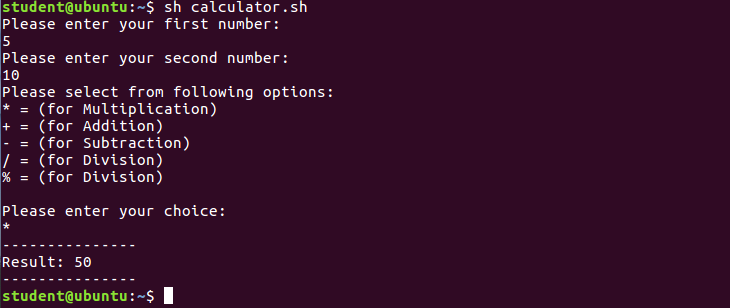 student@ubuntu:~$ sh calculator.sh
Please enter your first number:
5
Please enter your second number:
10
Please select from following options:
* = (for Multiplication)
+ = (for Addition)
- = (for Subtraction)
/ = (for Division)
% = (for Division)
Please enter your choice:
*
---------------
Result: 50
---------------
student@ubuntu:~$